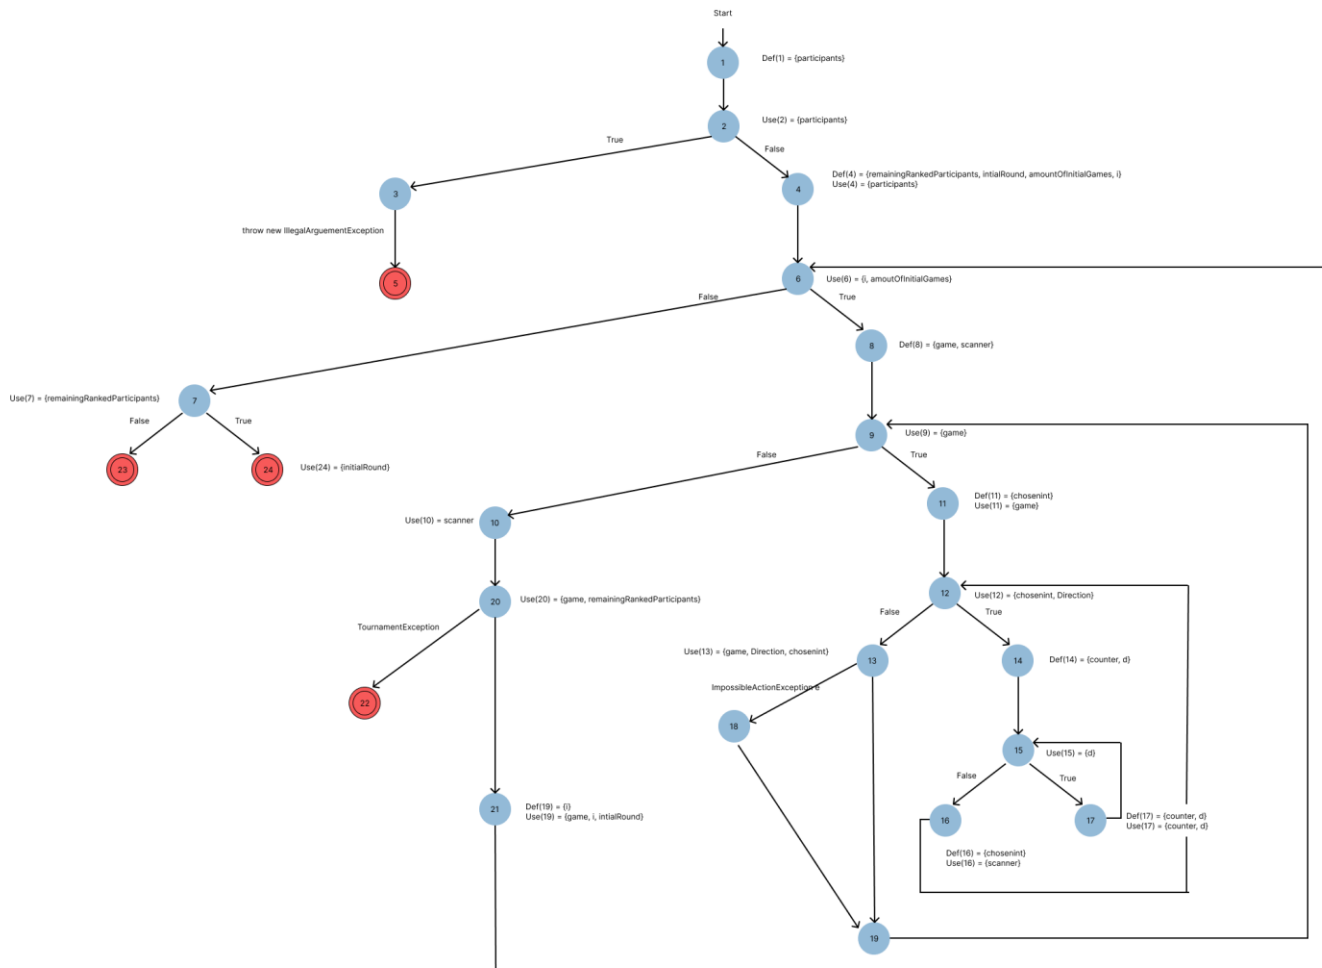 Start
1
Def(1) = {participants}
2
Use(2) = {participants}
True
False
3
4
Def(4) = {remainingRankedParticipants, intialRound, amountOfInitialGames, i}
Use(4) = {participants}
throw new IllegalArguementException
5
6
Use(6) = {i, amoutOfInitialGames}
False
True
8
Def(8) = {game, scanner}
Use(7) = {remainingRankedParticipants}
7
False
True
23
24
Use(24) = {initialRound}
9
Use(9) = {game}
False
True
11
Def(11) = {chosenint}
Use(11) = {game}
Use(10) = scanner
10
12
Use(12) = {chosenint, Direction}
False
True
20
Use(20) = {game, remainingRankedParticipants}
TournamentException
22
Use(13) = {game, Direction, chosenint}
13
14
Def(14) = {counter, d}
ImpossibleActionException e
18
15
Use(15) = {d}
False
True
21
Def(19) = {i}
Use(19) = {game, i, intialRound}
16
17
Def(17) = {counter, d}
Use(17) = {counter, d}
Def(16) = {chosenint}
Use(16) = {scanner}
19